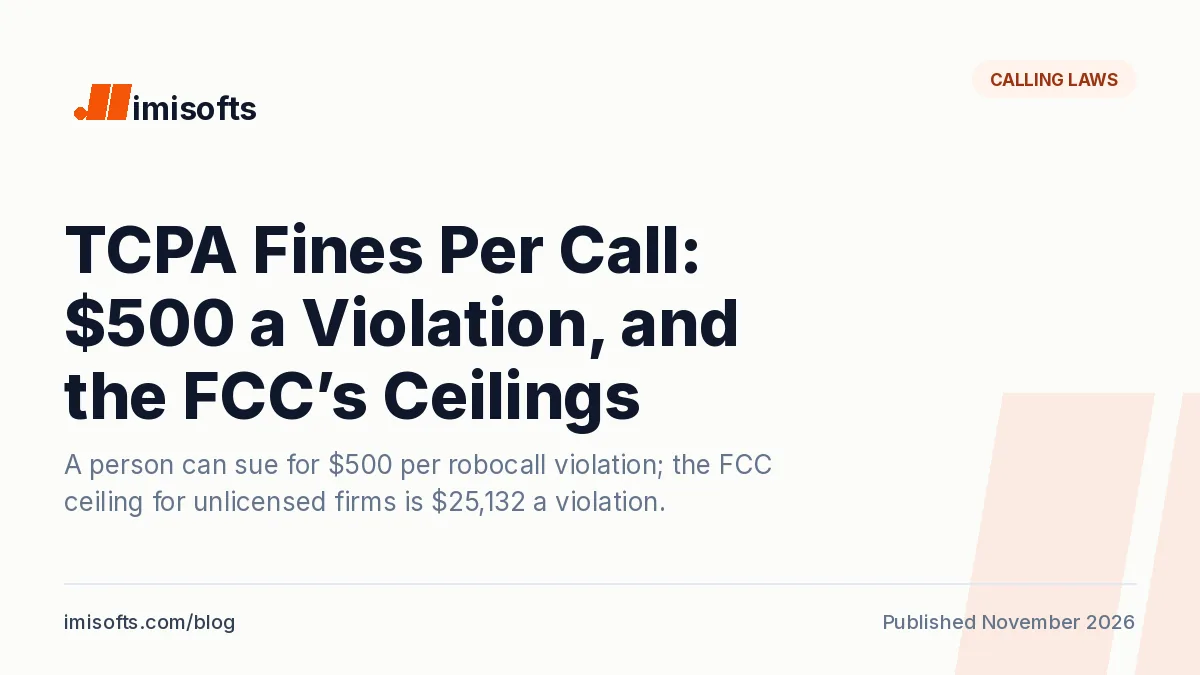 imisofts
CALLING LAWS
TCPA Fines Per Call:
$500 a Violation, and
the FCC’s Ceilings
A person can sue for $500 per robocall violation; the FCC
ceiling for unlicensed firms is $25,132 a violation.
imisofts.com/blog
Published November 2026